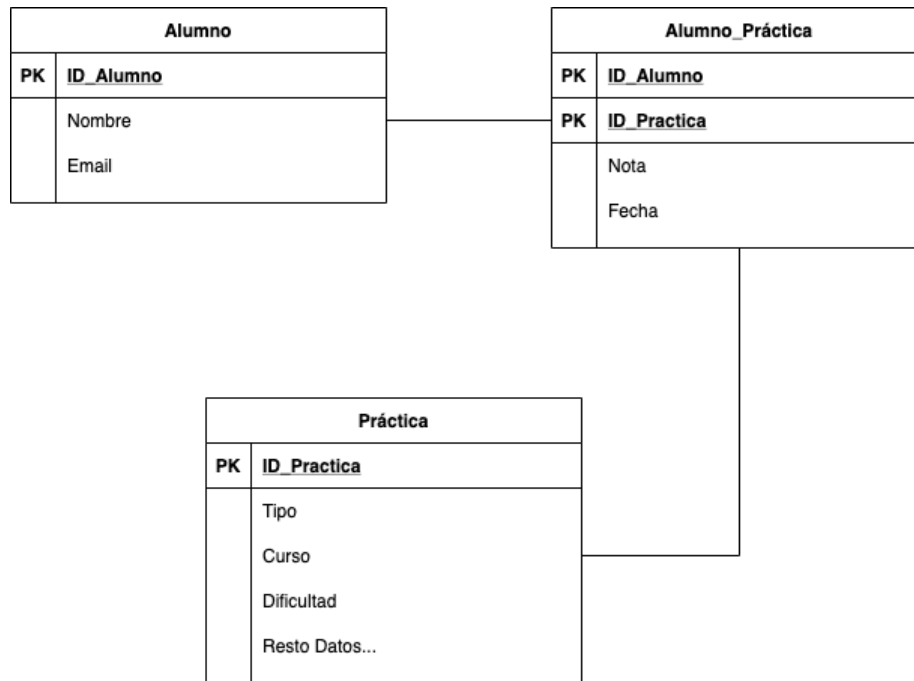 Alumno
PK ID_Alumno
Nombre
Email
Alumno_Práctica
PK ID_Alumno
PK ID_Practica
Nota
Fecha
Práctica
PK ID_Practica
Tipo
Curso
Dificultad
Resto Datos...